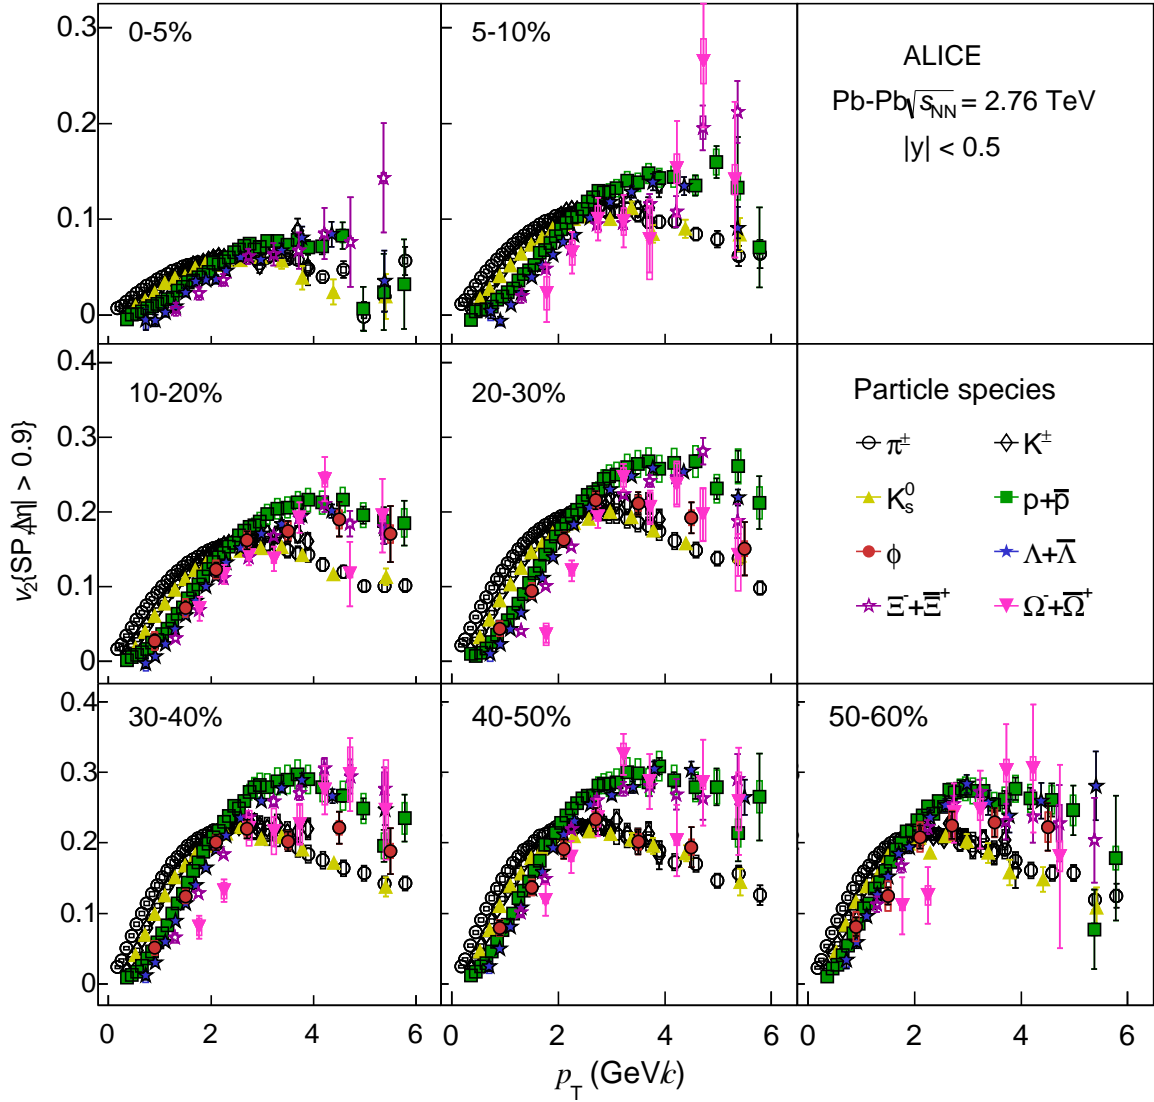 0-5%
5-10%
ALICE
Pb-Pb√s_NN = 2.76 TeV
|y| < 0.5
0.3
0.2
0.1
0
10-20%
20-30%
Particle species
π±
K±
K⁰s
p+p̅
ϕ
Λ+Λ̅
Ξ⁻+Ξ̅⁺
Ω⁻+Ω̅⁺
0.4
0.3
0.2
0.1
0
v₂{SP,|Δη| > 0.9}
30-40%
40-50%
50-60%
0.4
0.3
0.2
0.1
0
0 2 4 6 0 2 4 6 0 2 4 6
p_T (GeV/c)